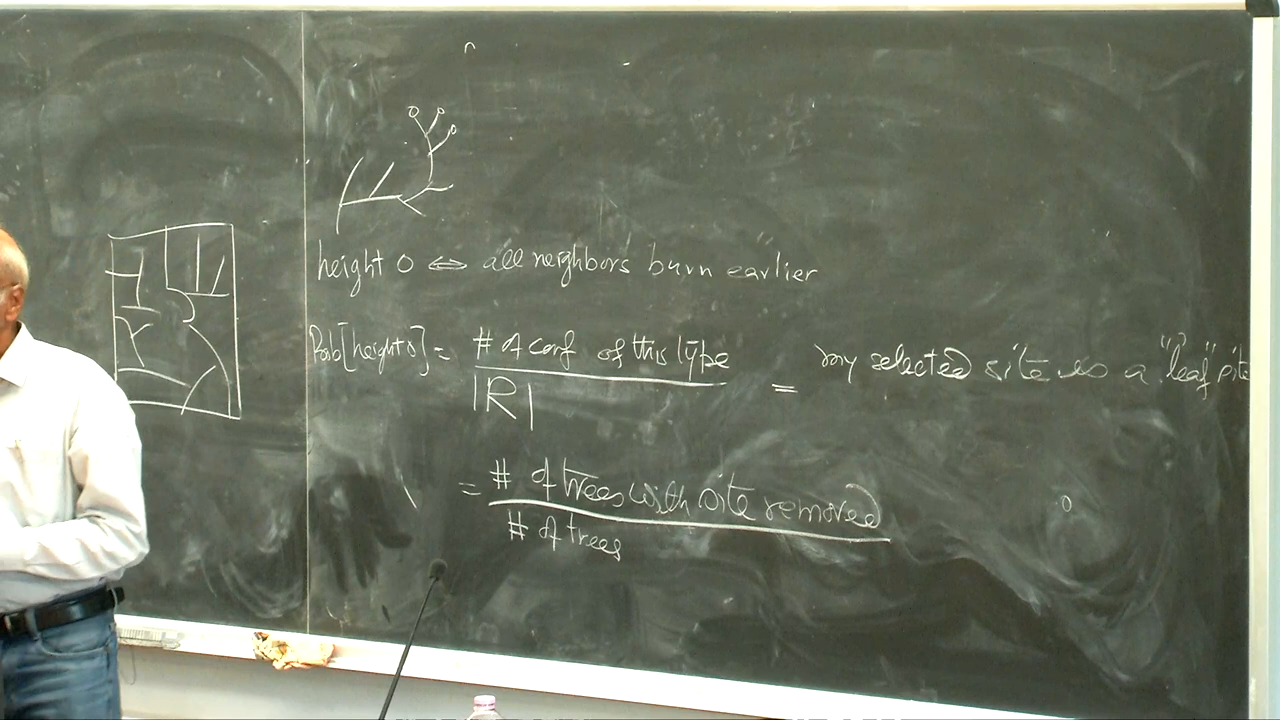 height 0 ⇔ all neighbors burn earlier
Prob[height 0] = # of conf of this type / |R| = my selected site is a "leaf" site
= # of trees with site removed / # of trees